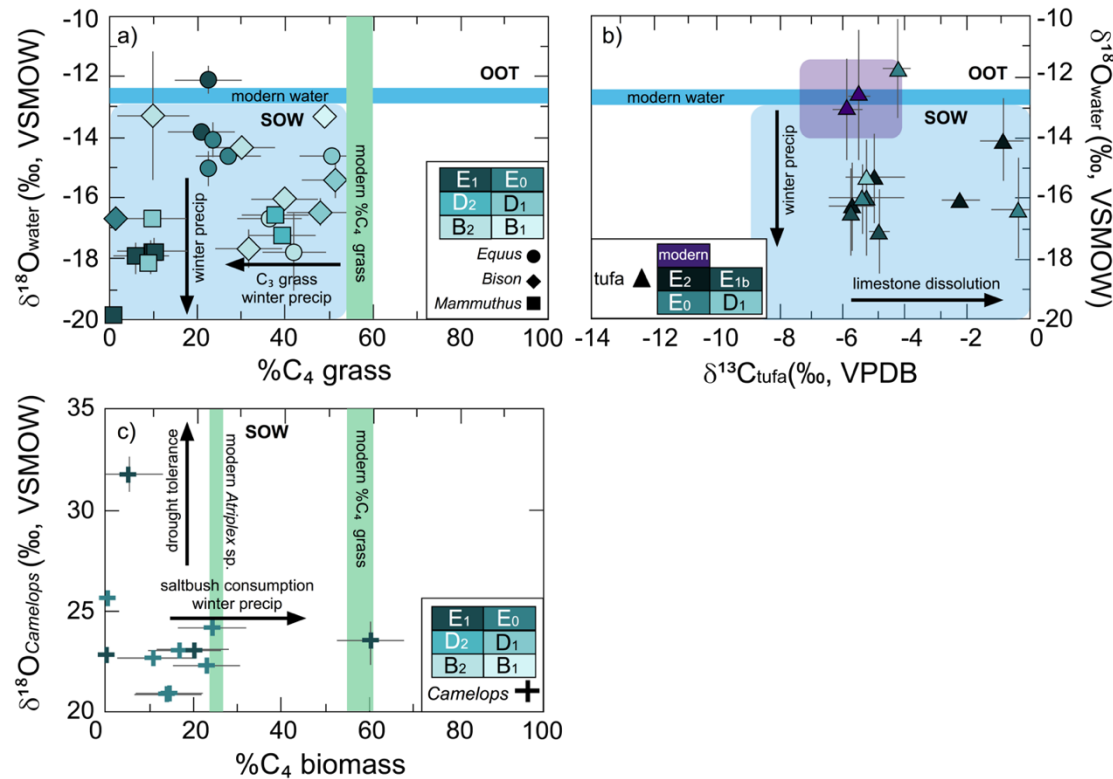 a)
-10
-12
-14
-16
-18
-20
δ¹⁸Owater (‰, VSMOW)
OOT
modern water
SOW
winter precip
C₃ grass
winter precip
modern %C₄ grass
E₁ E₀
D₂ D₁
B₂ B₁
Equus
Bison
Mammuthus
0 20 40 60 80 100
%C₄ grass
b)
-10
-12
-14
-16
-18
-20
δ¹⁸Owater (‰, VSMOW)
OOT
modern water
SOW
winter precip
limestone dissolution
modern
tufa
E₂ E₁b
E₀ D₁
-14 -12 -10 -8 -6 -4 -2 0
δ¹³Ctufa(‰, VPDB
c)
35
30
25
20
δ¹⁸OCamelops (‰, VSMOW)
SOW
drought tolerance
modern Atriplex sp.
modern %C₄ grass
saltbush consumption
winter precip
E₁ E₀
D₂ D₁
B₂ B₁
Camelops
0 20 40 60 80 100
%C₄ biomass